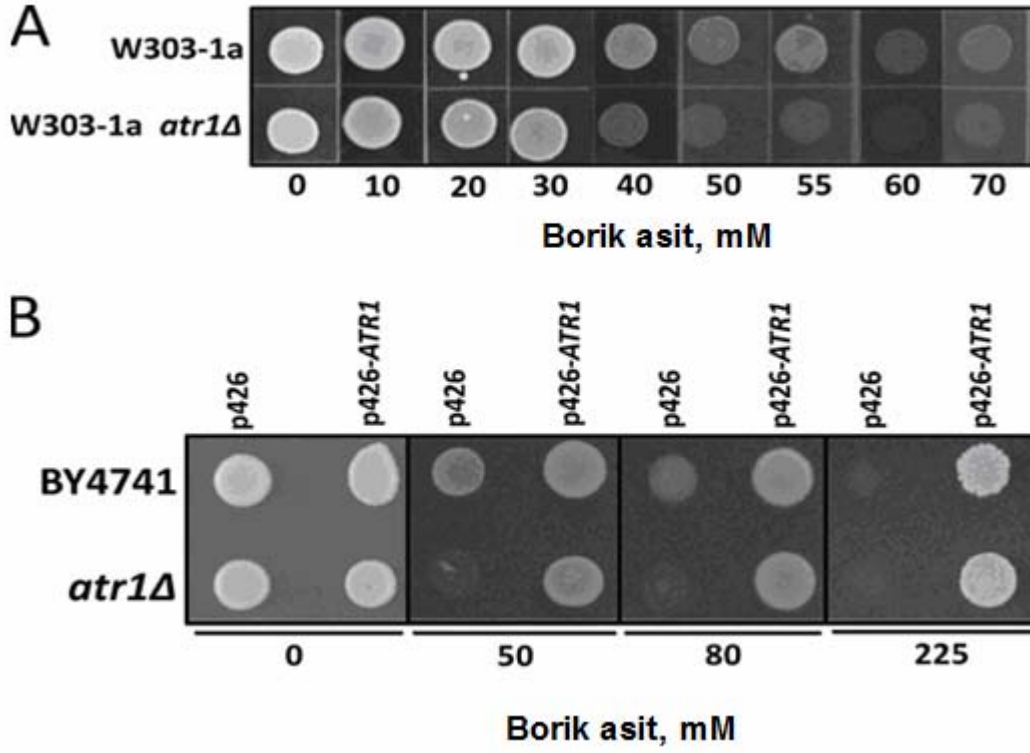 A
W303-1a
W303-1a atr1Δ
0 10 20 30 40 50 55 60 70
Borik asit, mM
B
p426 p426-ATR1 p426 p426-ATR1 p426 p426-ATR1 p426 p426-ATR1
BY4741
atr1Δ
0 50 80 225
Borik asit, mM